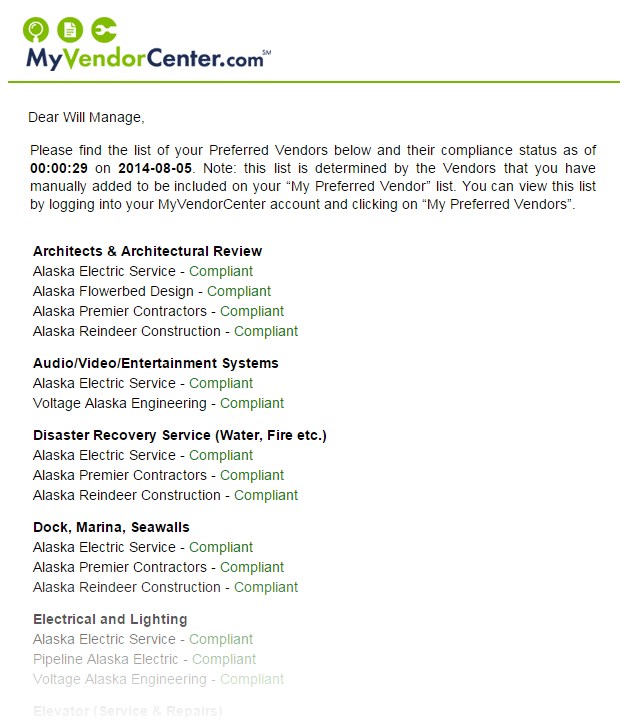 MyVendorCenter.com℠
Dear Will Manage,
Please find the list of your Preferred Vendors below and their compliance status as of
00:00:29 on 2014-08-05. Note: this list is determined by the Vendors that you have
manually added to be included on your “My Preferred Vendor” list. You can view this list
by logging into your MyVendorCenter account and clicking on “My Preferred Vendors”.
Architects & Architectural Review
Alaska Electric Service - Compliant
Alaska Flowerbed Design - Compliant
Alaska Premier Contractors - Compliant
Alaska Reindeer Construction - Compliant
Audio/Video/Entertainment Systems
Alaska Electric Service - Compliant
Voltage Alaska Engineering - Compliant
Disaster Recovery Service (Water, Fire etc.)
Alaska Electric Service - Compliant
Alaska Premier Contractors - Compliant
Alaska Reindeer Construction - Compliant
Dock, Marina, Seawalls
Alaska Electric Service - Compliant
Alaska Premier Contractors - Compliant
Alaska Reindeer Construction - Compliant
Electrical and Lighting
Alaska Electric Service - Compliant
Pipeline Alaska Electric - Compliant
Voltage Alaska Engineering - Compliant
Elevator (Service & Repairs)